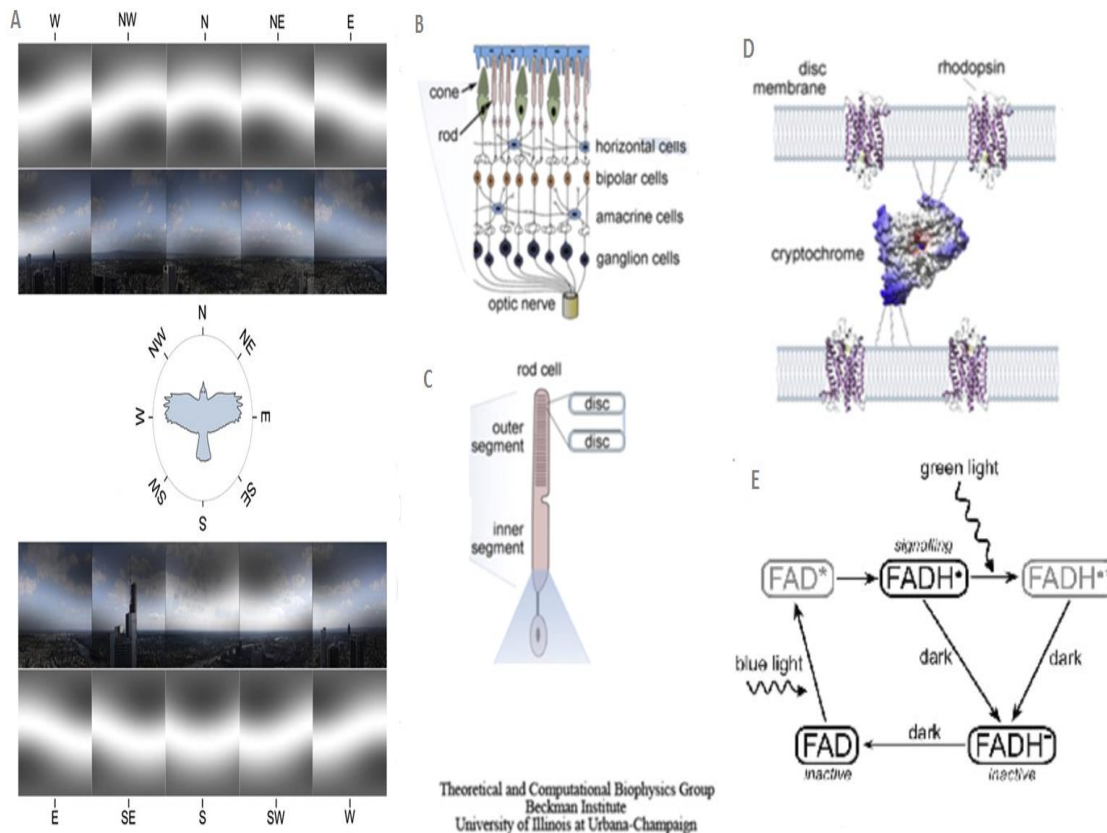 A
W NW N NE E
N
NW NE
W E
SW SE
S
E SE S SW W
B
cone
rod
horizontal cells
bipolar cells
amacrine cells
ganglion cells
optic nerve
C
rod cell
outer
segment
disc
disc
inner
segment
Theoretical and Computational Biophysics Group
Beckman Institute
University of Illinois at Urbana-Champaign
D
disc
membrane
rhodopsin
cryptochrome
E
green light
signalling
FAD* FADH• FADH•*
dark dark
blue light
FAD dark FADH⁻
inactive inactive